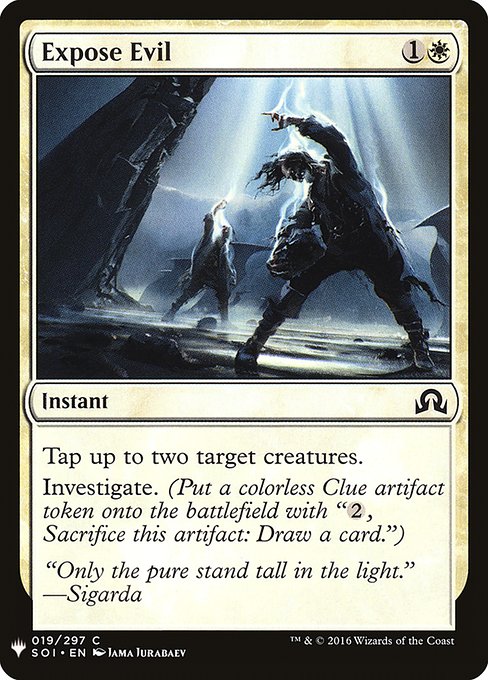 Expose Evil 1
Instant
Tap up to two target creatures.
Investigate. (Put a colorless Clue artifact
token onto the battlefield with “2,
Sacrifice this artifact: Draw a card.”)
“Only the pure stand tall in the light.”
—Sigarda
019/297 C
SOI • EN Jama Jurabaev
™ & © 2016 Wizards of the Coast